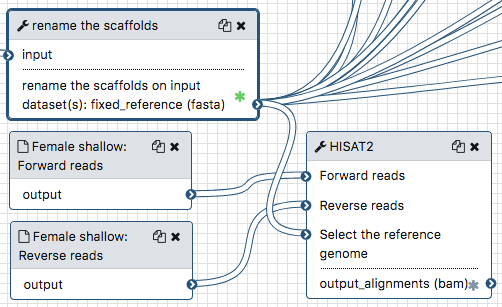 rename the scaffolds
input
rename the scaffolds on input
dataset(s): fixed_reference (fasta)
Female shallow:
Forward reads
output
Female shallow:
Reverse reads
output
HISAT2
Forward reads
Reverse reads
Select the reference
genome
output_alignments (bam)